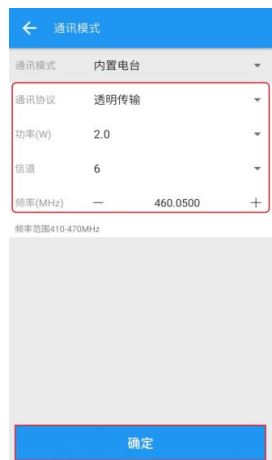 通讯模式
通讯模式 内置电台
通讯协议 透明传输
功率(W) 2.0
信道 6
频率(MHz) — 460.0500 +
频率范围410-470MHz
确定